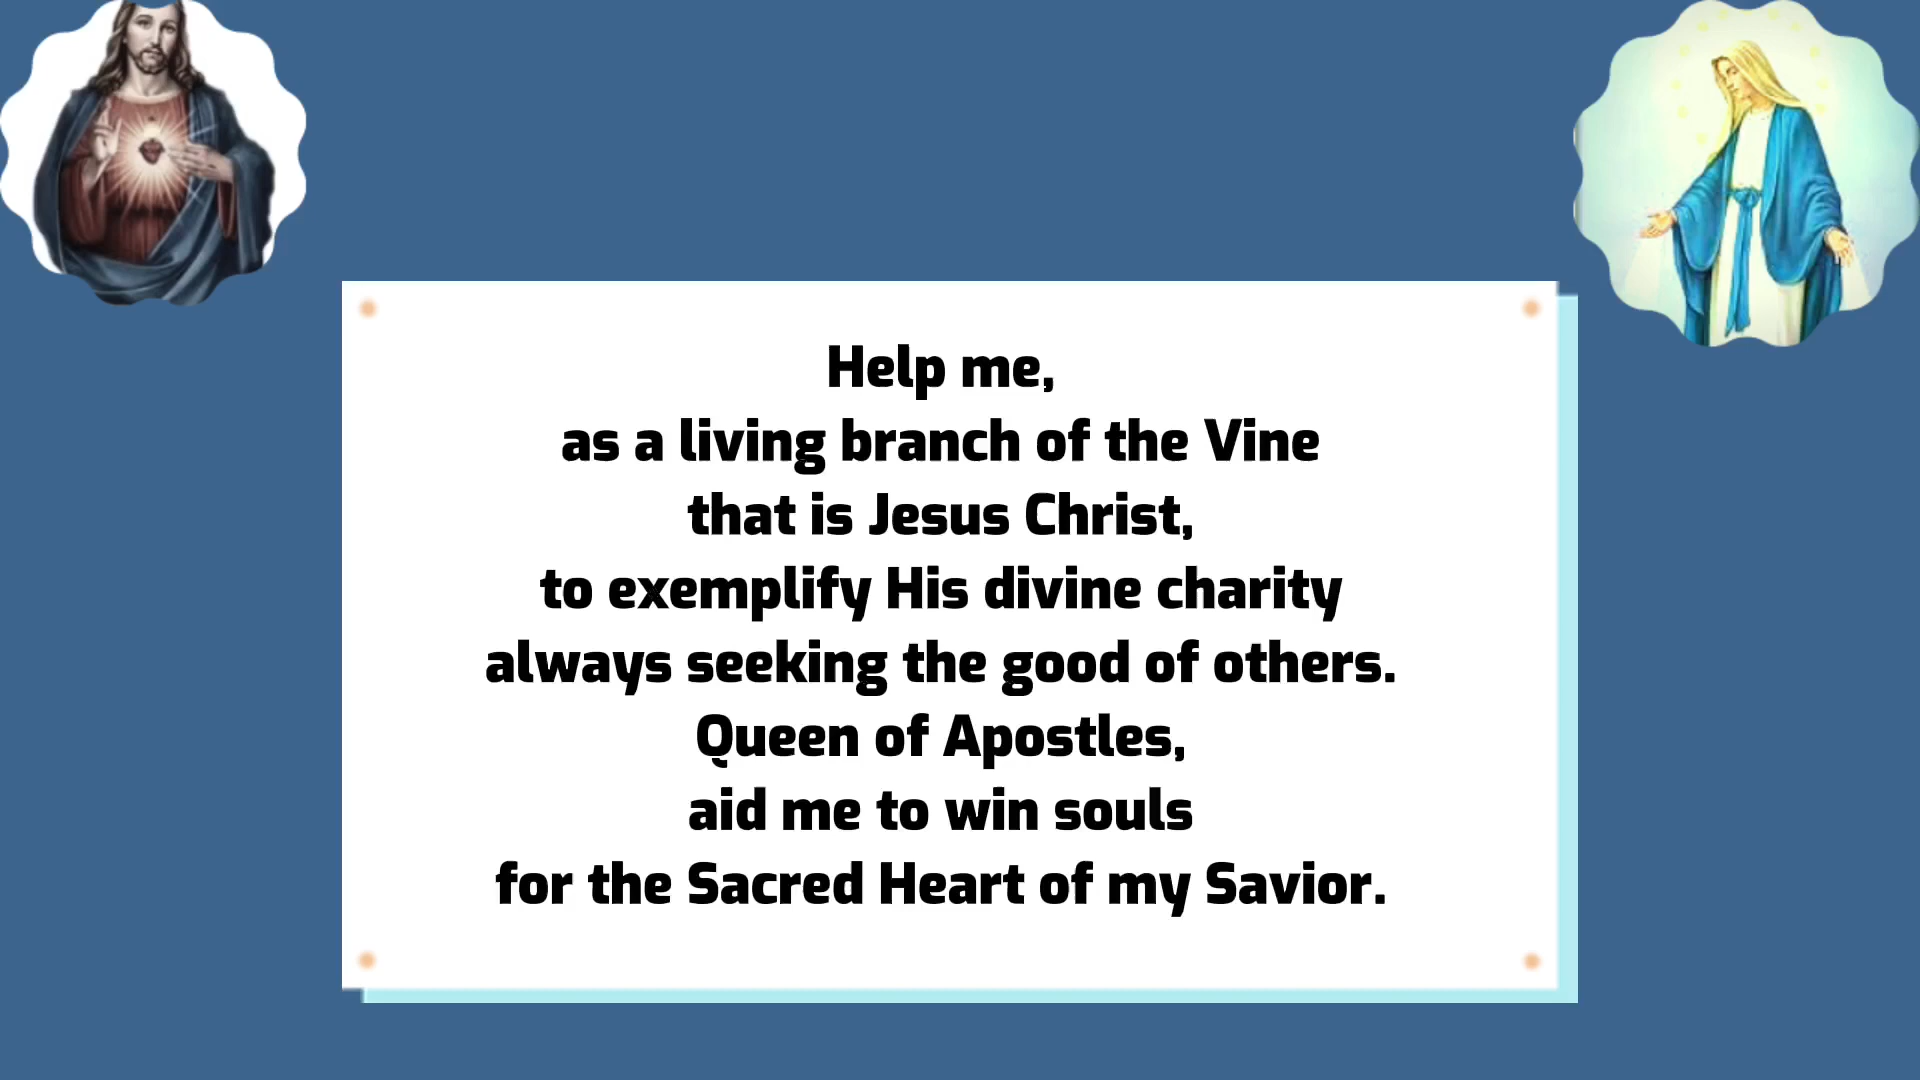 Help me,
as a living branch of the Vine
that is Jesus Christ,
to exemplify His divine charity
always seeking the good of others.
Queen of Apostles,
aid me to win souls
for the Sacred Heart of my Savior.